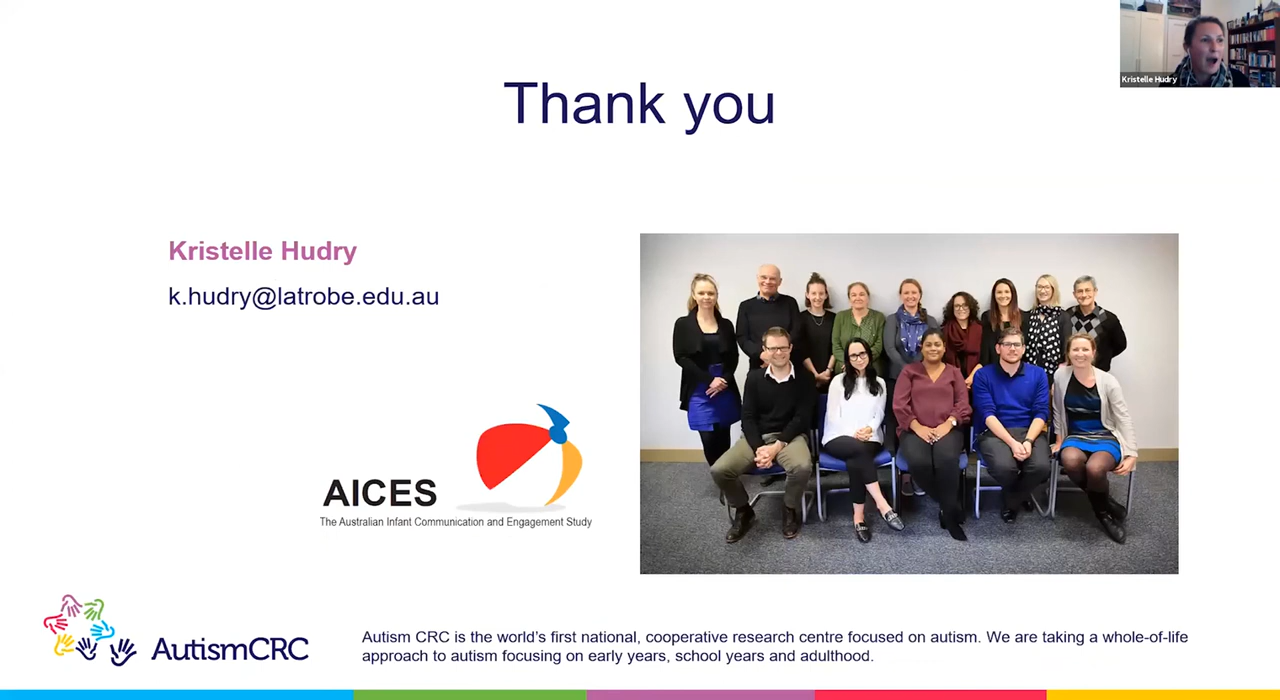 Kristelle Hudry
Thank you
Kristelle Hudry
k.hudry@latrobe.edu.au
AICES
The Australian Infant Communication and Engagement Study
AutismCRC
Autism CRC is the world's first national, cooperative research centre focused on autism. We are taking a whole-of-life
approach to autism focusing on early years, school years and adulthood.